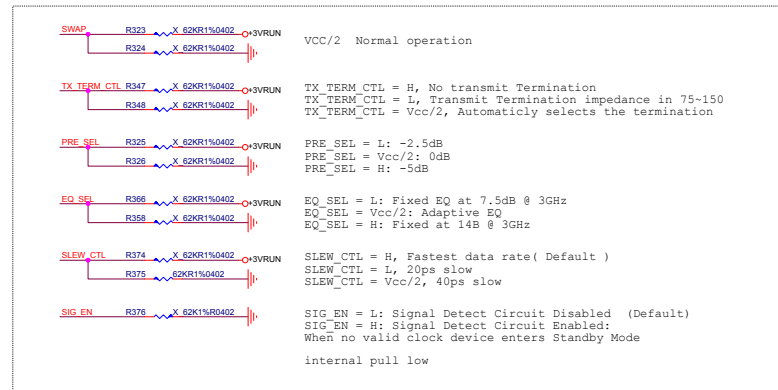 SWAP R323 X_62KR1%0402 +3VRUN
R324 X_62KR1%0402
VCC/2 Normal operation
TX_TERM_CTL R347 X_62KR1%0402 +3VRUN
R348 X_62KR1%0402
TX_TERM_CTL = H, No transmit Termination
TX_TERM_CTL = L, Transmit Termination impedance in 75~150
TX_TERM_CTL = Vcc/2, Automaticly selects the termination
PRE_SEL R325 X_62KR1%0402 +3VRUN
R326 X_62KR1%0402
PRE_SEL = L: -2.5dB
PRE_SEL = Vcc/2: 0dB
PRE_SEL = H: -5dB
EQ_SEL R366 X_62KR1%0402 +3VRUN
R358 X_62KR1%0402
EQ_SEL = L: Fixed EQ at 7.5dB @ 3GHz
EQ_SEL = Vcc/2: Adaptive EQ
EQ_SEL = H: Fixed at 14B @ 3GHz
SLEW_CTL R374 X_62KR1%0402 +3VRUN
R375 62KR1%0402
SLEW_CTL = H, Fastest data rate( Default )
SLEW_CTL = L, 20ps slow
SLEW_CTL = Vcc/2, 40ps slow
SIG_EN R376 X_62K1%R0402
SIG_EN = L: Signal Detect Circuit Disabled (Default)
SIG_EN = H: Signal Detect Circuit Enabled:
When no valid clock device enters Standby Mode
internal pull low